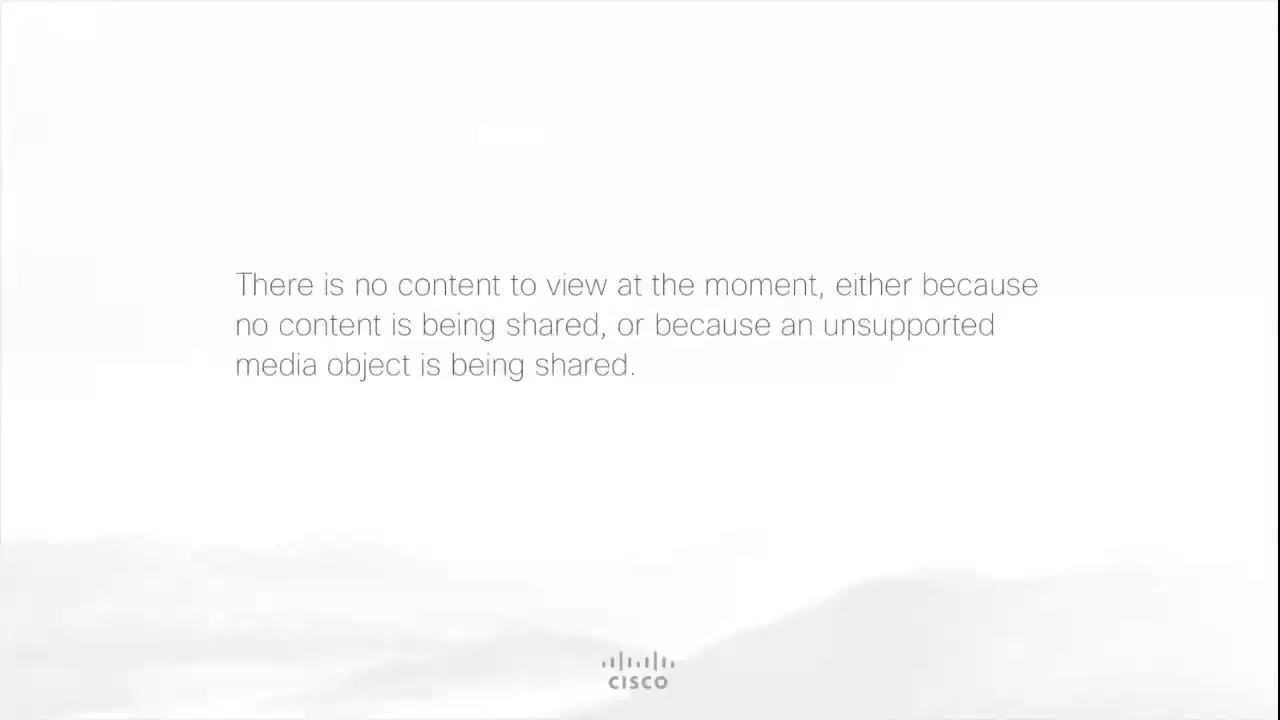 There is no content to view at the moment, either because
no content is being shared, or because an unsupported
media object is being shared.
CISCO